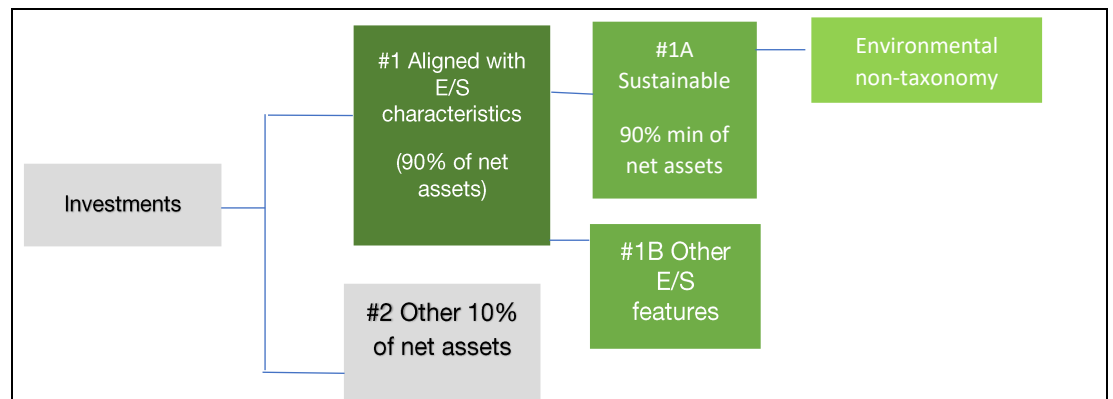 Investments
#1 Aligned with
E/S
characteristics
(90% of net
assets)
#2 Other 10%
of net assets
#1A
Sustainable
90% min of
net assets
#1B Other
E/S
features
Environmental
non-taxonomy